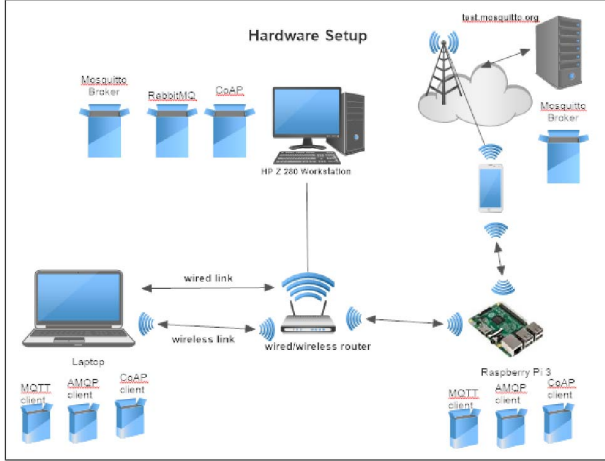 test.mosquitto.org
Hardware Setup
Mosquitto
Broker
RabbitMQ
CoAP
Mosquitto
Broker
HP Z 280 Workstation
wired link
wireless link
wired/wireless router
Laptop
Raspberry Pi 3
MQTT
client
AMQP
client
CoAP
client
MQTT
client
AMQP
client
CoAP
client